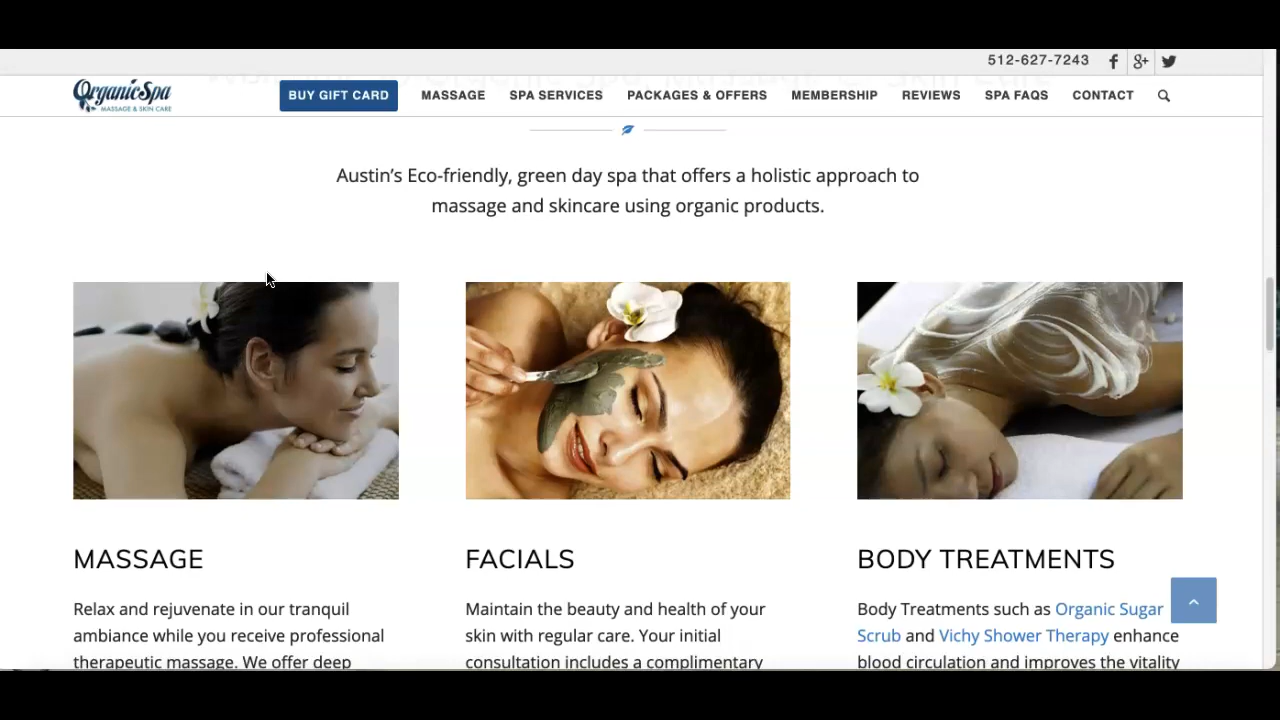 512-627-7243
OrganicSpa
MASSAGE & SKIN CARE
BUY GIFT CARD
MASSAGE
SPA SERVICES
PACKAGES & OFFERS
MEMBERSHIP
REVIEWS
SPA FAQS
CONTACT
Austin’s Eco-friendly, green day spa that offers a holistic approach to
massage and skincare using organic products.
MASSAGE
Relax and rejuvenate in our tranquil
ambiance while you receive professional
therapeutic massage. We offer deep
FACIALS
Maintain the beauty and health of your
skin with regular care. Your initial
consultation includes a complimentary
BODY TREATMENTS
Body Treatments such as Organic Sugar
Scrub and Vichy Shower Therapy enhance
blood circulation and improves the vitality